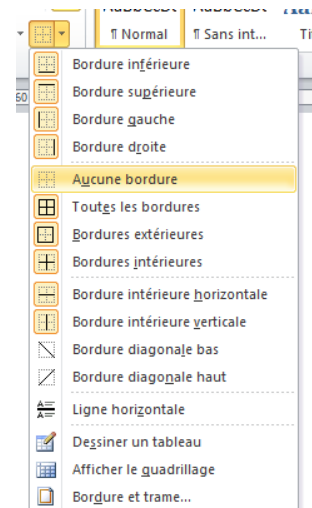 ¶ Normal ¶ Sans int...
60
Bordure inférieure
Bordure supérieure
Bordure gauche
Bordure droite
Aucune bordure
Toutes les bordures
Bordures extérieures
Bordures intérieures
Bordure intérieure horizontale
Bordure intérieure verticale
Bordure diagonale bas
Bordure diagonale haut
Ligne horizontale
Dessiner un tableau
Afficher le quadrillage
Bordure et trame...